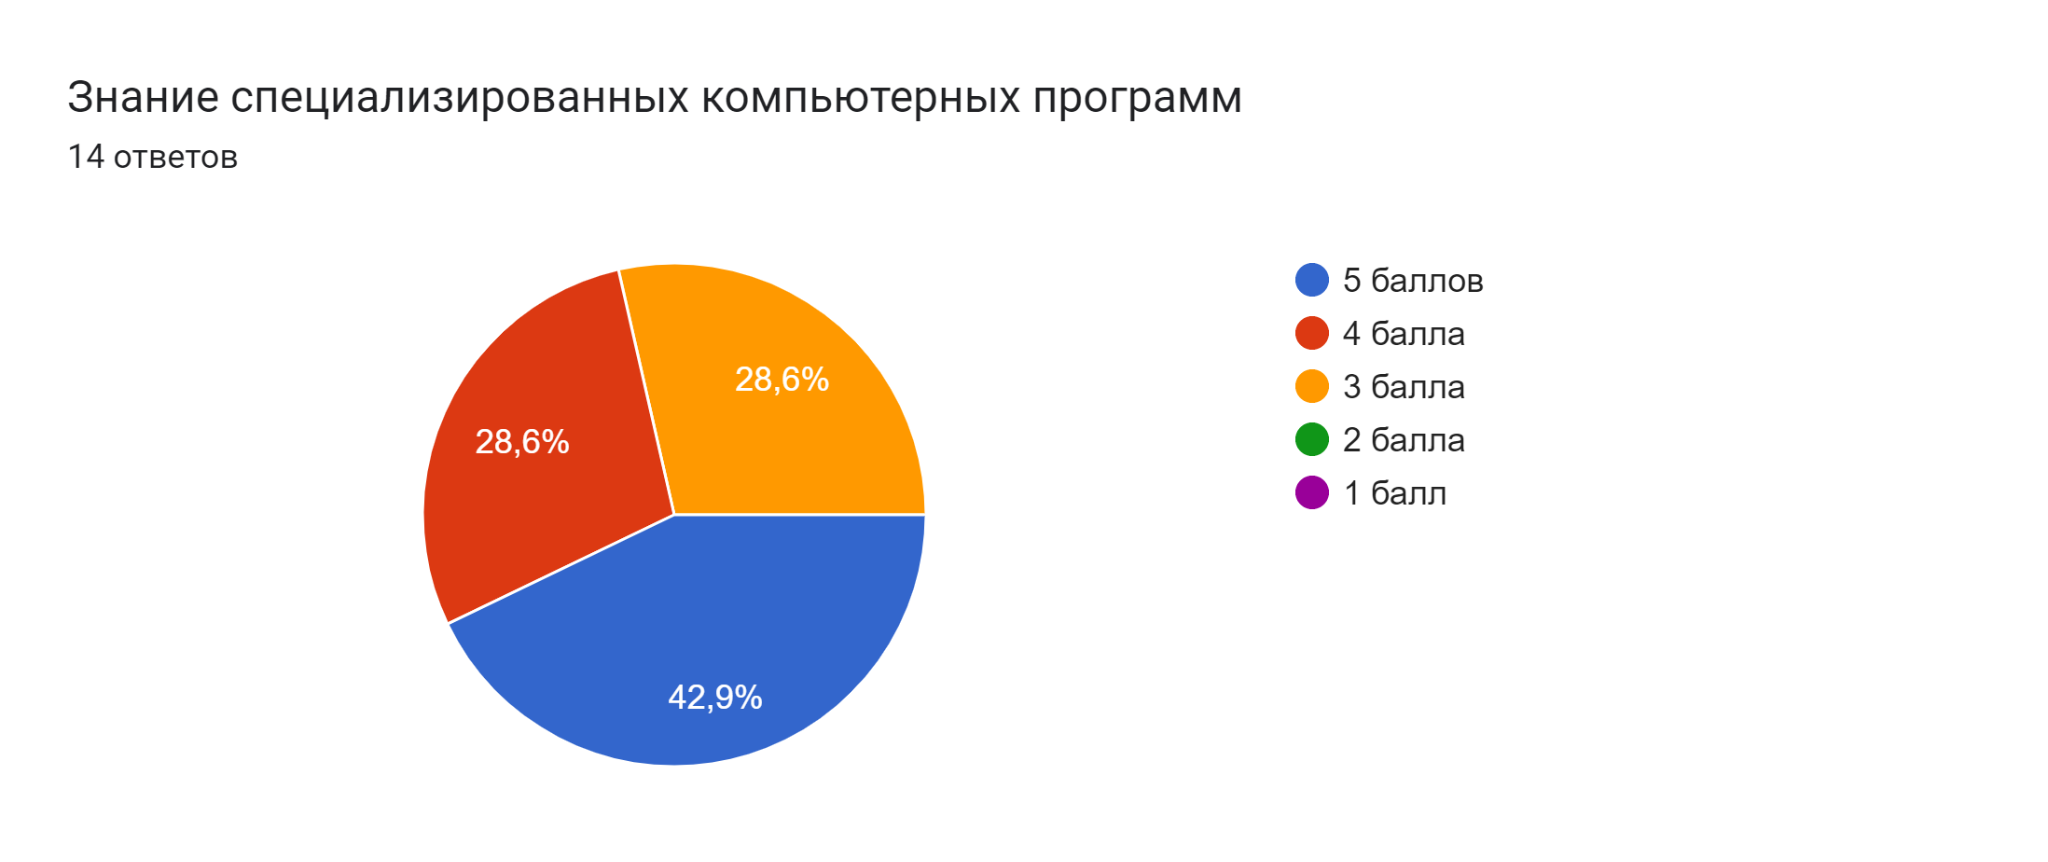 Знание специализированных компьютерных программ
14 ответов
28,6%
28,6%
42,9%
5 баллов
4 балла
3 балла
2 балла
1 балл